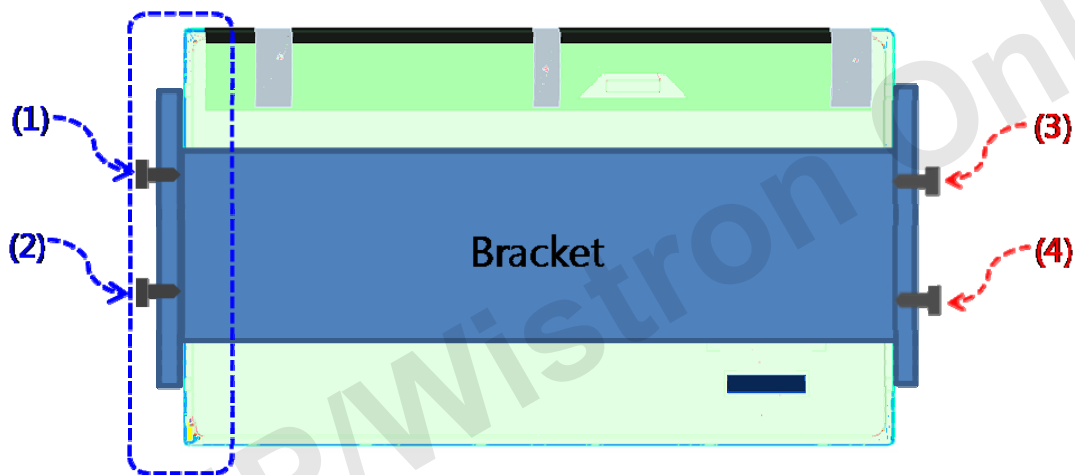 (1)
(3)
(2)
Bracket
(4)
P/Wistron Onl